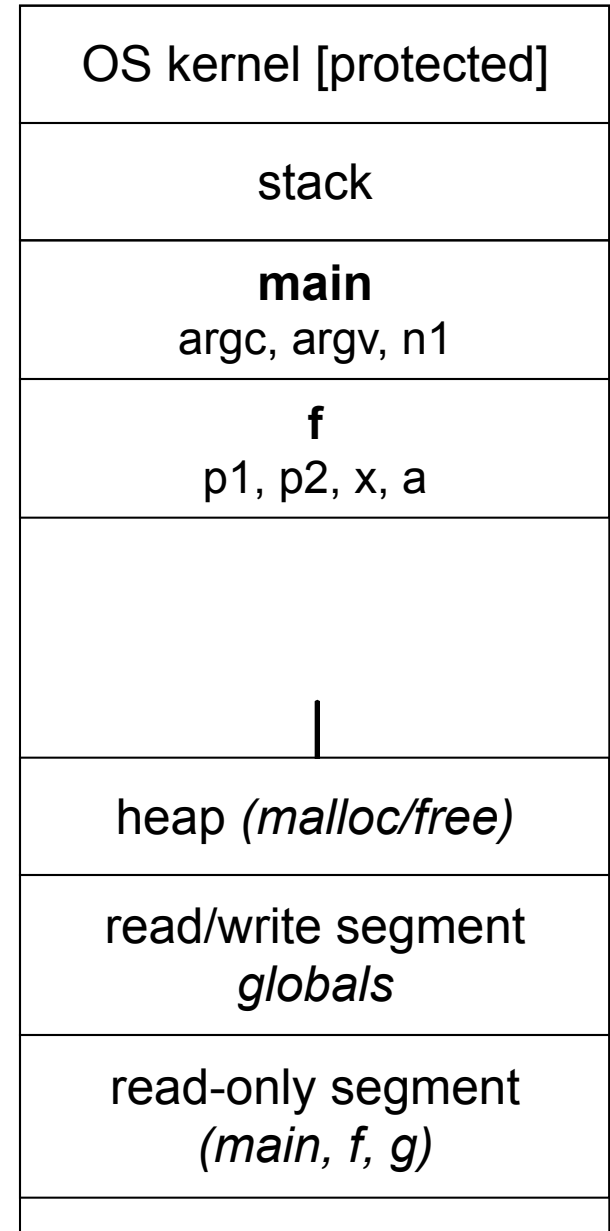 OS kernel [protected]
stack
main
argc, argv, n1
f
p1, p2, x, a
heap (malloc/free)
read/write segment
globals
read-only segment
(main, f, g)